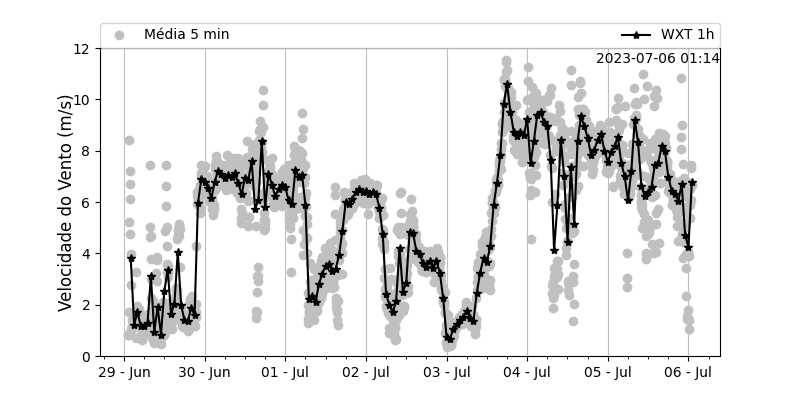 Média 5 min
WXT 1h
2023-07-06 01:14
Velocidade do Vento (m/s)
12
10
8
6
4
2
0
29 - Jun
30 - Jun
01 - Jul
02 - Jul
03 - Jul
04 - Jul
05 - Jul
06 - Jul